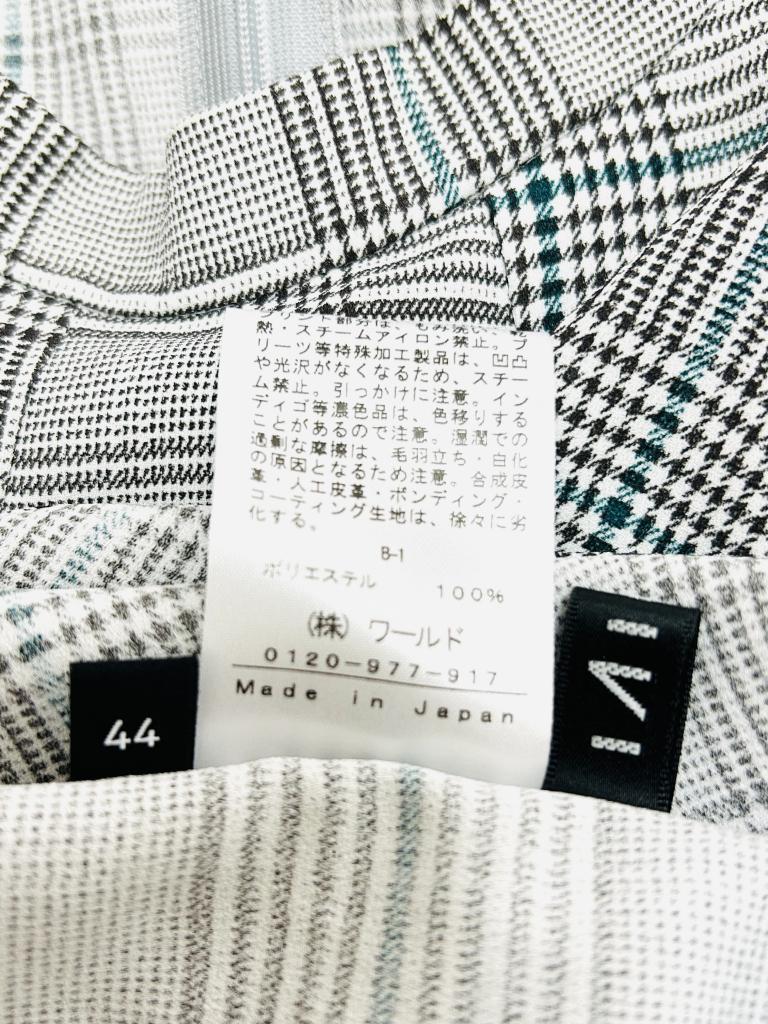 熱・スチームアイロン禁止。プ
リーツ等特殊加工製品は、凹凸
や光沢がなくなるため、スチー
ム禁止。引っかけに注意。イン
ディゴ等濃色品は、色移りする
ことがあるので注意。湿潤での
過剰な摩擦は、毛羽立ち・白化
の原因となるため注意。合成皮
革・人工皮革・ボンディング・
コーティング生地は、徐々に劣
化する。
B-1
ポリエステル 100%
(株) ワールド
0120-977-917
Made in Japan
44